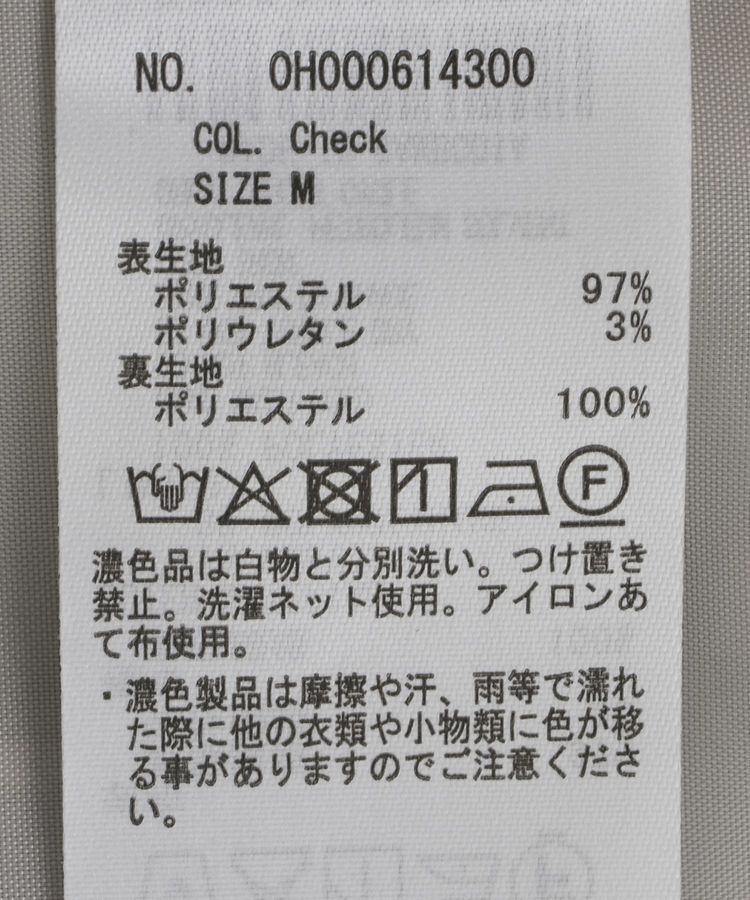 NO. 0H000614300
COL. Check
SIZE M
表生地
ポリエステル 97%
ポリウレタン 3%
裏生地
ポリエステル 100%
F
濃色品は白物と分別洗い。つけ置き
禁止。洗濯ネット使用。アイロンあ
て布使用。
・濃色製品は摩擦や汗、雨等で濡れ
た際に他の衣類や小物類に色が移
る事がありますのでご注意くださ
い。